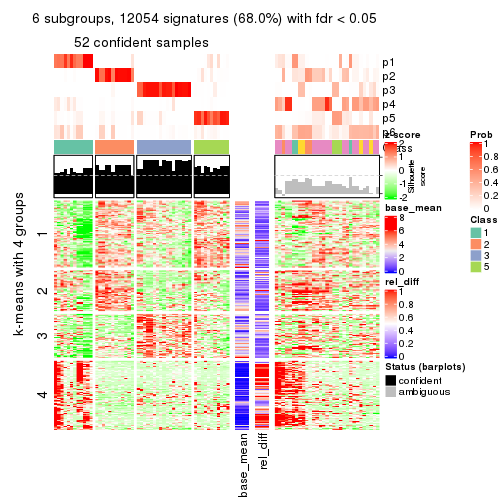 6 subgroups, 12054 signatures (68.0%) with fdr < 0.05
52 confident samples
p1
p2
p3
p4
p5
p6
z-score
2
1
0
-1
-2
Class
Silhouette
score
Prob
1
0.8
0.6
0.4
0.2
0
base_mean
8
6
4
2
0
Class
1
2
3
5
rel_diff
1
0.8
0.6
0.4
0.2
0
Status (barplots)
confident
ambiguous
k-means with 4 groups
1
2
3
4
base_mean
rel_diff